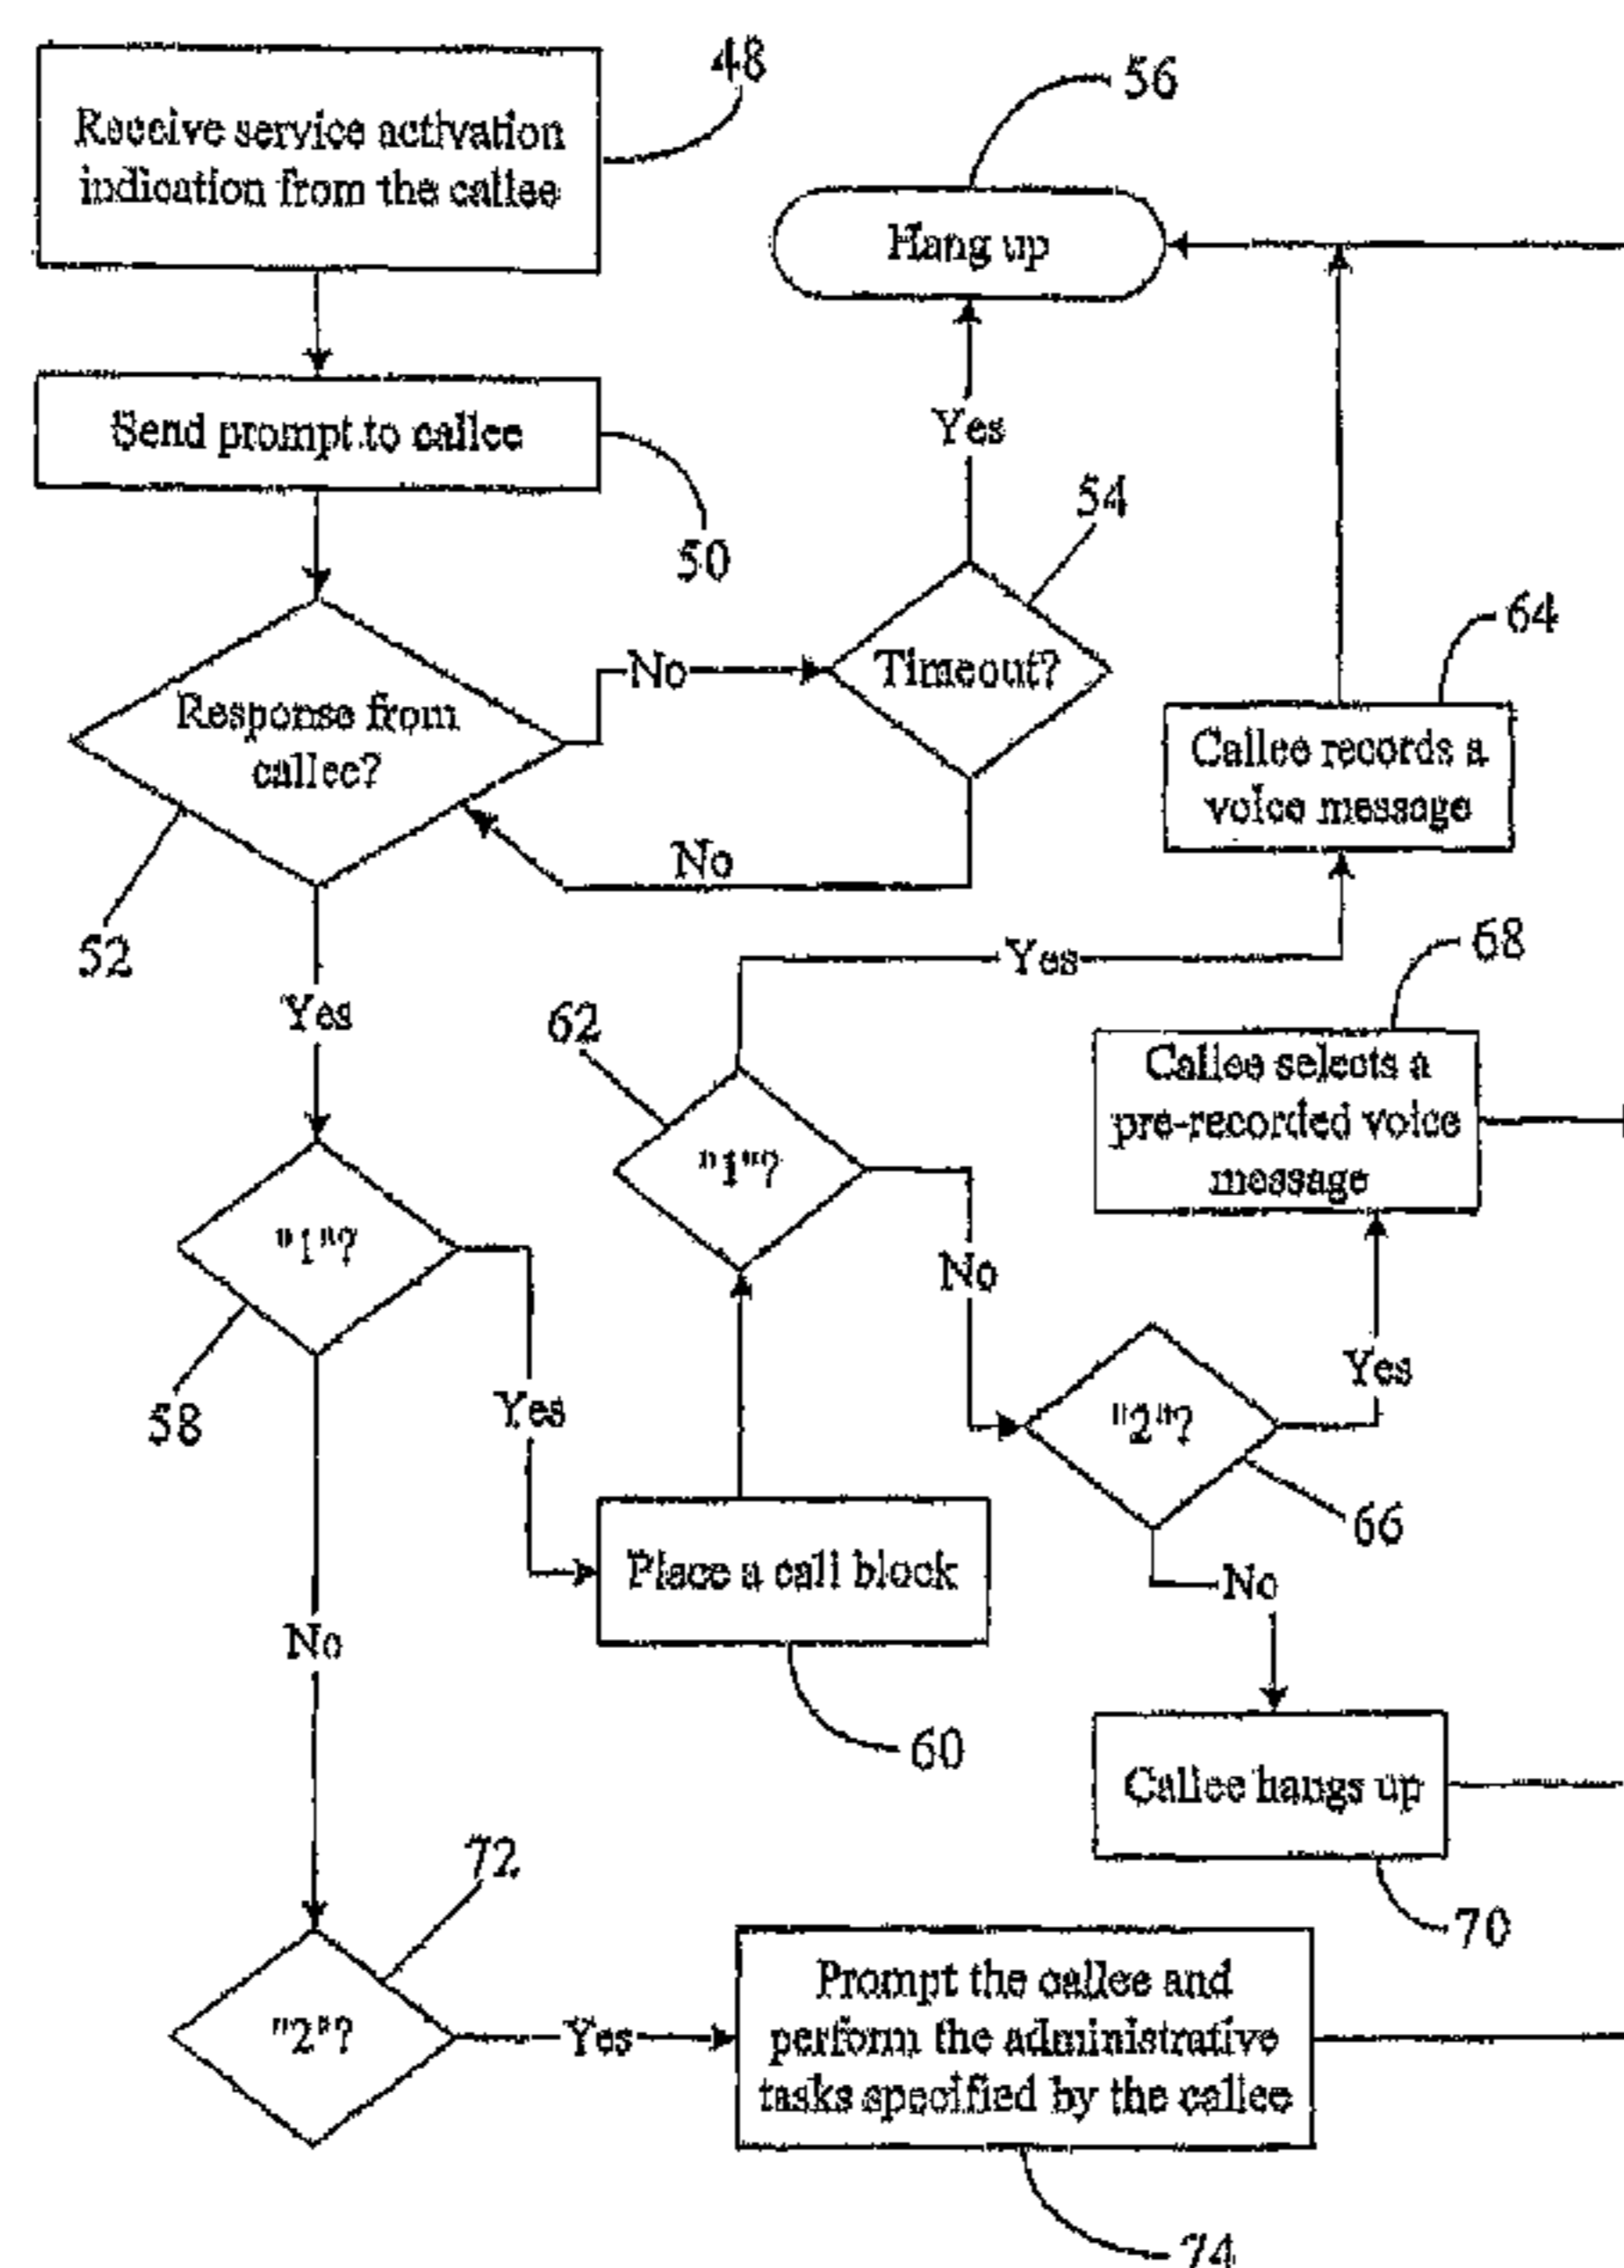 48
Receive service activation
indication from the callee
56
Hang up
Send prompt to callee
50
Yes
54
Timeout?
No
Response from
callee?
52
No
64
Callee records a
voice message
Yes
68
Callee selects a
pre-recorded voice
message
Yes
62
"1"?
"1"?
58
No
Yes
"2"?
Yes
66
Place a call block
60
No
No
Callee hangs up
70
72
"2"?
Yes
Prompt the callee and
perform the administrative
tasks specified by the callee
74